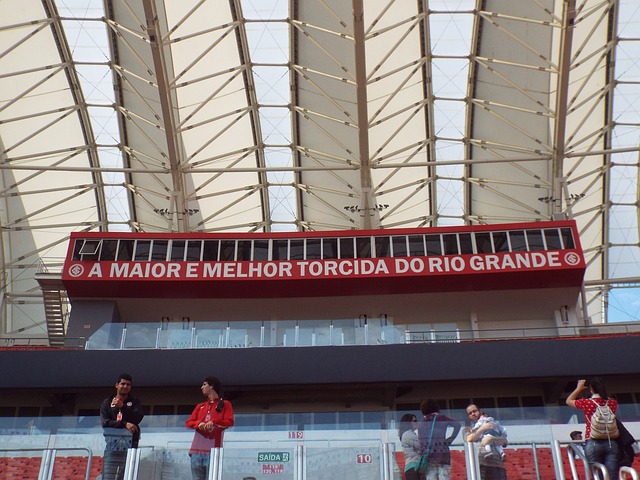 A MAIOR E MELHOR TORCIDA DO RIO GRANDE
119
SAÍDA
10